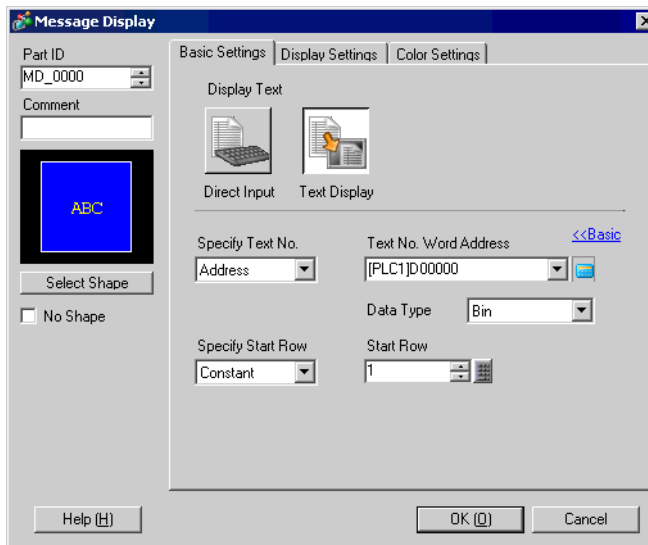 Message Display
Part ID
MD_0000
Comment
ABC
Select Shape
No Shape
Help (H)
Basic Settings
Display Settings
Color Settings
Display Text
Direct Input
Text Display
<<Basic
Specify Text No.
Text No. Word Address
Address
[PLC1]D00000
Data Type
Bin
Specify Start Row
Start Row
Constant
1
OK (O)
Cancel